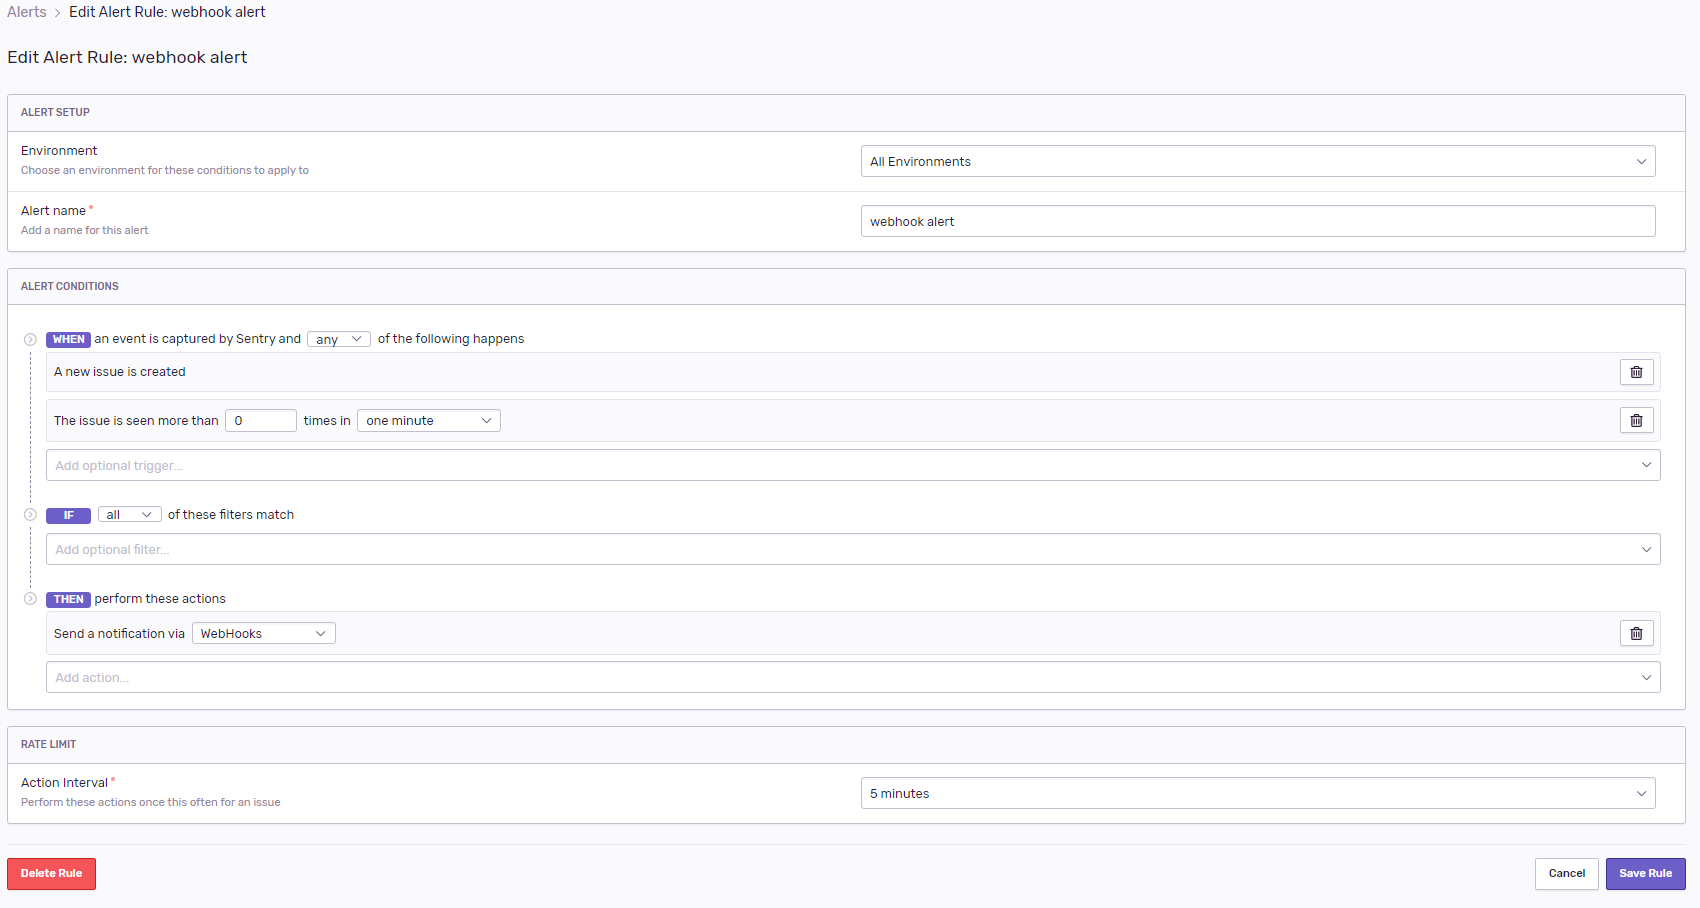 Alerts > Edit Alert Rule: webhook alert
Edit Alert Rule: webhook alert
ALERT SETUP
Environment
Choose an environment for these conditions to apply to
All Environments
Alert name *
Add a name for this alert
webhook alert
ALERT CONDITIONS
WHEN an event is captured by Sentry and any of the following happens
A new issue is created
The issue is seen more than 0 times in one minute
Add optional trigger...
IF all of these filters match
Add optional filter...
THEN perform these actions
Send a notification via WebHooks
Add action...
RATE LIMIT
Action Interval *
Perform these actions once this often for an issue
5 minutes
Delete Rule
Cancel
Save Rule